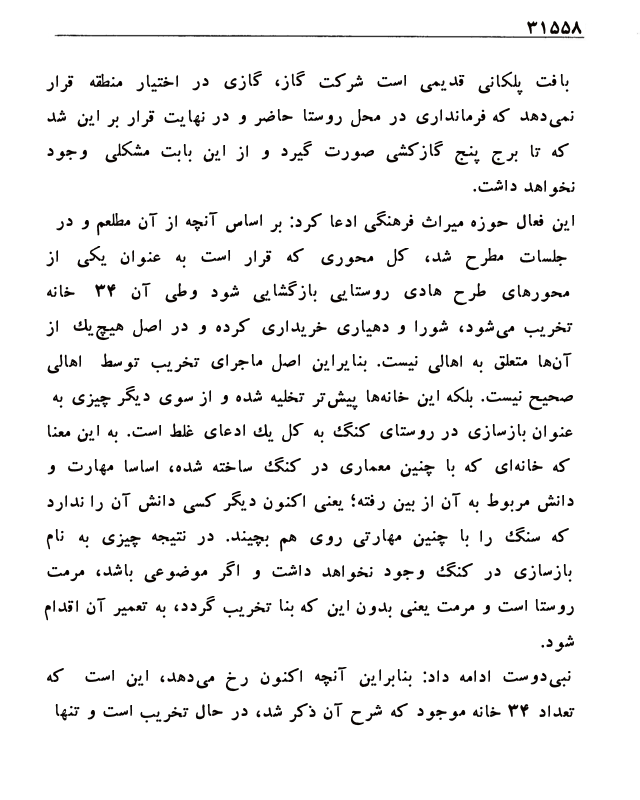 ۳۱۵۵۸
بافت پلکانی قدیمی است شرکت گاز، گازی در اختیار منطقه قرار
نمی‌دهد که فرمانداری در محل روستا حاضر و در نهایت قرار بر این شد
که تا برج پنج گازکشی صورت گیرد و از این بابت مشکلی وجود
نخواهد داشت.
این فعال حوزه میراث فرهنگی ادعا کرد: بر اساس آنچه از آن مطلعم و در
جلسات مطرح شد، کل محوری که قرار است به عنوان یکی از
محورهای طرح هادی روستایی بازگشایی شود وطی آن ۳۴ خانه
تخریب می‌شود، شورا و دهیاری خریداری کرده و در اصل هیچ‌یك از
آن‌ها متعلق به اهالی نیست. بنایراین اصل ماجرای تخریب توسط اهالی
صحیح نیست. بلکه این خانه‌ها پیش‌تر تخلیه شده و از سوی دیگر چیزی به
عنوان بازسازی در روستای کنگ به کل یك ادعای غلط است. به این معنا
که خانه‌ای که با چنین معماری در کنگ ساخته شده، اساسا مهارت و
دانش مربوط به آن از بین رفته؛ یعنی اکنون دیگر کسی دانش آن را ندارد
که سنگ را با چنین مهارتی روی هم بچیند. در نتیجه چیزی به نام
بازسازی در کنگ وجود نخواهد داشت و اگر موضوعی باشد، مرمت
روستا است و مرمت یعنی بدون این که بنا تخریب گردد، به تعمیر آن اقدام
شود.
نبی‌دوست ادامه داد: بنابراین آنچه اکنون رخ می‌دهد، این است که
تعداد ۳۴ خانه موجود که شرح آن ذکر شد، در حال تخریب است و تنها